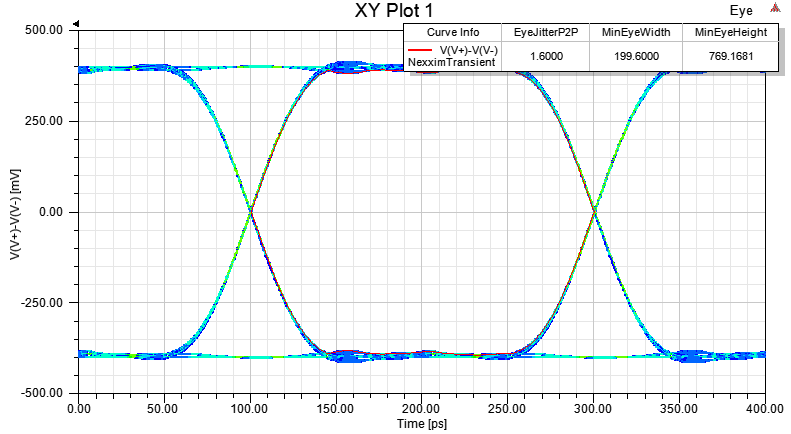 XY Plot 1
Eye
Curve Info EyeJitterP2P MinEyeWidth MinEyeHeight
V(V+)-V(V-)
NexximTransient 1.6000 199.6000 769.1681
500.00
250.00
0.00
-250.00
-500.00
V(V+)-V(V-) [mV]
0.00 50.00 100.00 150.00 200.00 250.00 300.00 350.00 400.00
Time [ps]